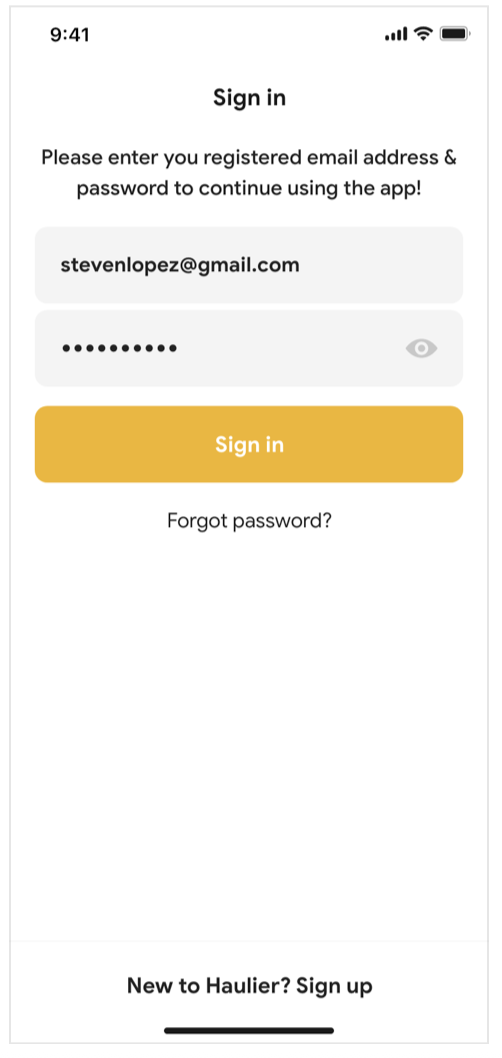 9:41
Sign in
Please enter you registered email address &
password to continue using the app!
stevenlopez@gmail.com
••••••••••
Sign in
Forgot password?
New to Haulier? Sign up